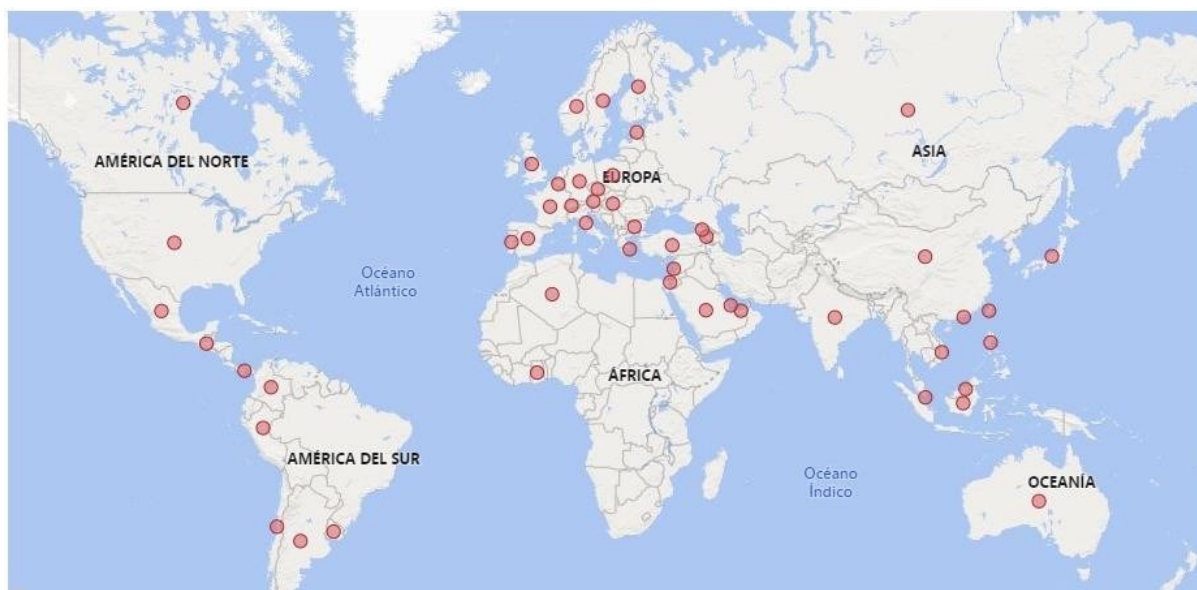 AMÉRICA DEL NORTE
EUROPA
ASIA
Océano
Atlántico
ÁFRICA
AMÉRICA DEL SUR
Océano
Índico
OCEANÍA